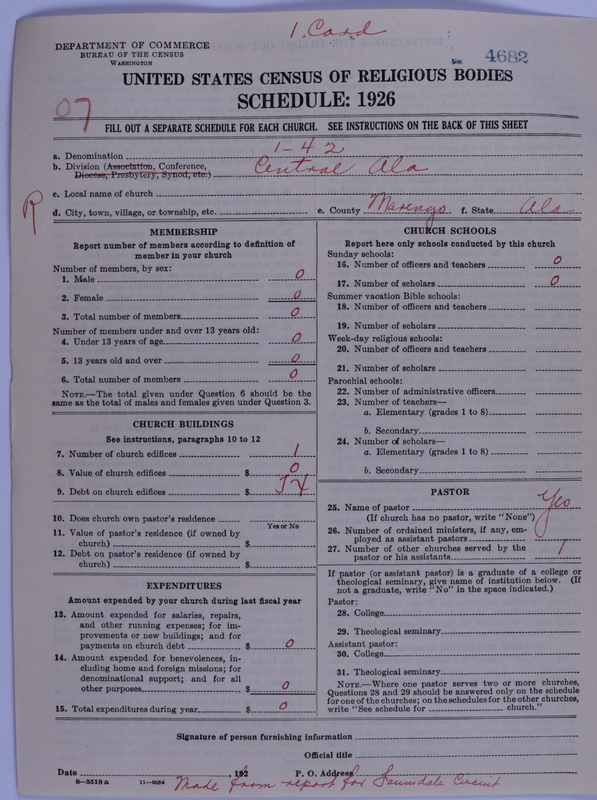 1. Card
DEPARTMENT OF COMMERCE
BUREAU OF THE CENSUS
WASHINGTON
4682
UNITED STATES CENSUS OF RELIGIOUS BODIES
SCHEDULE: 1926
07
FILL OUT A SEPARATE SCHEDULE FOR EACH CHURCH. SEE INSTRUCTIONS ON THE BACK OF THIS SHEET
a. Denomination 1-42
b. Division (Association, Conference, Diocese, Presbytery, Synod, etc.) Central Ala
c. Local name of church
R
d. City, town, village, or township, etc. e. County Marengo f. State Ala
MEMBERSHIP
Report number of members according to definition of
member in your church
Number of members, by sex:
1. Male 0
2. Female 0
3. Total number of members 0
Number of members under and over 13 years old:
4. Under 13 years of age 0
5. 13 years old and over 0
6. Total number of members 0
NOTE.—The total given under Question 6 should be the
same as the total of males and females given under Question 3.
CHURCH BUILDINGS
See instructions, paragraphs 10 to 12
7. Number of church edifices 1
8. Value of church edifices $ 0
9. Debt on church edifices $
10. Does church own pastor's residence
Yes or No
11. Value of pastor's residence (if owned by
church) $
12. Debt on pastor's residence (if owned by
church) $
EXPENDITURES
Amount expended by your church during last fiscal year
13. Amount expended for salaries, repairs,
and other running expenses; for im-
provements or new buildings; and for
payments on church debt $ 0
14. Amount expended for benevolences, in-
cluding home and foreign missions; for
denominational support; and for all
other purposes $ 0
15. Total expenditures during year $ 0
CHURCH SCHOOLS
Report here only schools conducted by this church
Sunday schools:
16. Number of officers and teachers 0
17. Number of scholars 0
Summer vacation Bible schools:
18. Number of officers and teachers
19. Number of scholars
Week-day religious schools:
20. Number of officers and teachers
21. Number of scholars
Parochial schools:
22. Number of administrative officers
23. Number of teachers—
a. Elementary (grades 1 to 8)
b. Secondary
24. Number of scholars—
a. Elementary (grades 1 to 8)
b. Secondary
PASTOR
25. Name of pastor Yes
(If church has no pastor, write "None")
26. Number of ordained ministers, if any, em-
ployed as assistant pastors
27. Number of other churches served by the
pastor or his assistants 1
If pastor (or assistant pastor) is a graduate of a college or
theological seminary, give name of institution below. (If
not a graduate, write "No" in the space indicated.)
Pastor:
28. College
29. Theological seminary
Assistant pastor:
30. College
31. Theological seminary
NOTE.—Where one pastor serves two or more churches,
Questions 28 and 29 should be answered only on the schedule
for one of the churches; on the schedules for the other churches,
write "See schedule for church."
Signature of person furnishing information
Official title
Date , 192 P. O. Address
8—5518 a 11—9064 Made from report for Faunsdale Circuit